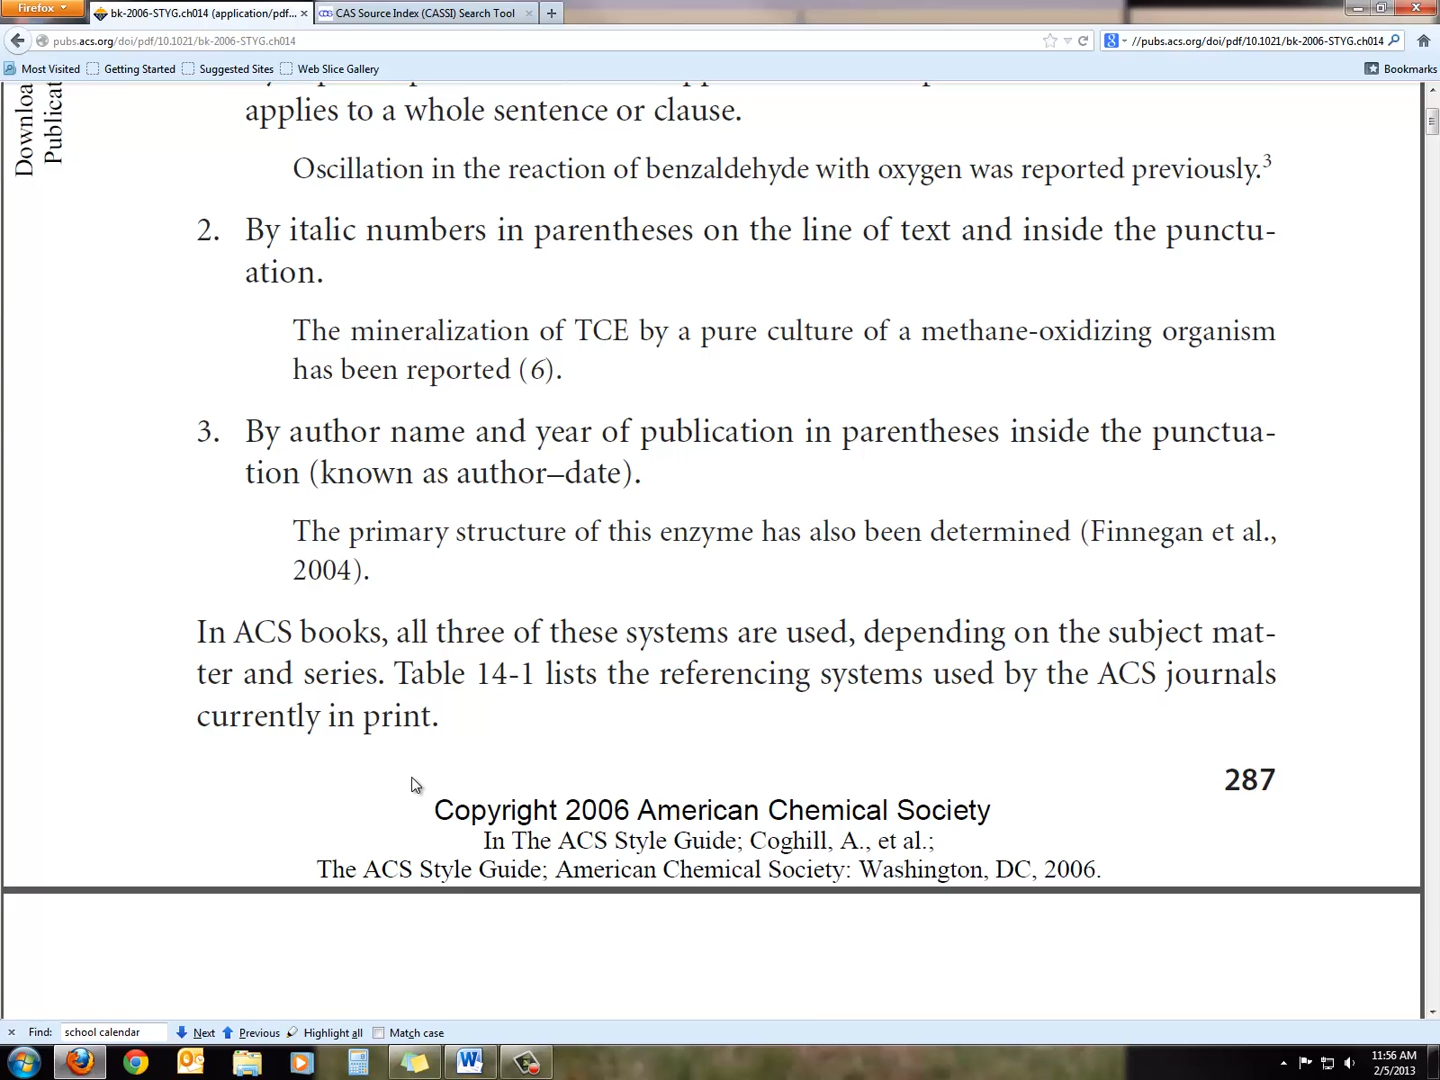 Firefox
bk-2006-STYG.ch014 (application/pdf...
CAS Source Index (CASSI) Search Tool
pubs.acs.org/doi/pdf/10.1021/bk-2006-STYG.ch014
//pubs.acs.org/doi/pdf/10.1021/bk-2006-STYG.ch014
Most Visited
Getting Started
Suggested Sites
Web Slice Gallery
Bookmarks
Downloa
Publicat
applies to a whole sentence or clause.
Oscillation in the reaction of benzaldehyde with oxygen was reported previously.3
2. By italic numbers in parentheses on the line of text and inside the punctu-
ation.
The mineralization of TCE by a pure culture of a methane-oxidizing organism
has been reported (6).
3. By author name and year of publication in parentheses inside the punctua-
tion (known as author–date).
The primary structure of this enzyme has also been determined (Finnegan et al.,
2004).
In ACS books, all three of these systems are used, depending on the subject mat-
ter and series. Table 14-1 lists the referencing systems used by the ACS journals
currently in print.
287
Copyright 2006 American Chemical Society
In The ACS Style Guide; Coghill, A., et al.;
The ACS Style Guide; American Chemical Society: Washington, DC, 2006.
Find: school calendar Next Previous Highlight all Match case
11:56 AM
2/5/2013